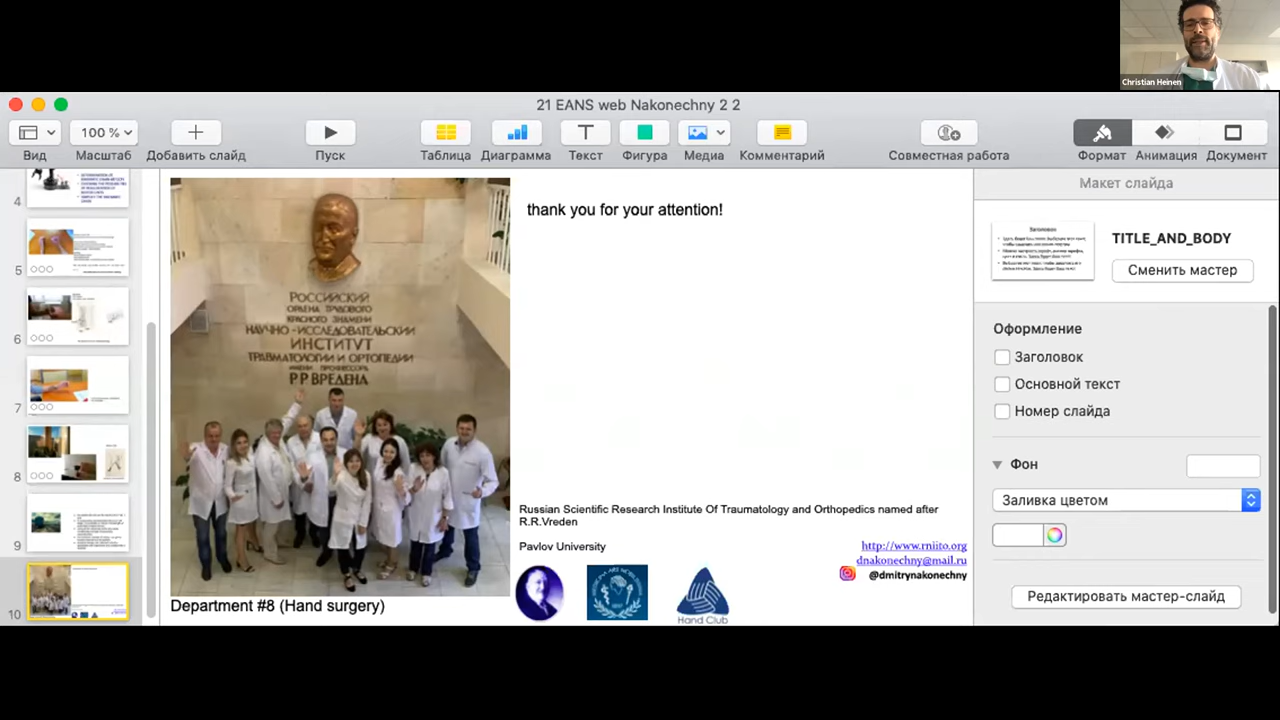 Christian Heinen
21 EANS web Nakonechny 2 2
100 %
Вид
Масштаб
Добавить слайд
Пуск
Таблица
Диаграмма
Текст
Фигура
Медиа
Комментарий
Совместная работа
Формат
Анимация
Документ
4
5
6
7
8
9
10
РОССИЙСКИЙ
ОРДЕНА ТРУДОВОГО
КРАСНОГО ЗНАМЕНИ
НАУЧНО-ИССЛЕДОВАТЕЛЬСКИЙ
ИНСТИТУТ
ТРАВМАТОЛОГИИ И ОРТОПЕДИИ
ИМЕНИ ПРОФЕССОРА
Р.Р.ВРЕДЕНА
Department #8 (Hand surgery)
thank you for your attention!
Russian Scientific Research Institute Of Traumatology and Orthopedics named after
R.R.Vreden
Pavlov University
http://www.rniito.org
dnakonechny@mail.ru
@dmitrynakonechny
Hand Club
Макет слайда
TITLE_AND_BODY
Сменить мастер
Оформление
Заголовок
Основной текст
Номер слайда
Фон
Заливка цветом
Редактировать мастер-слайд